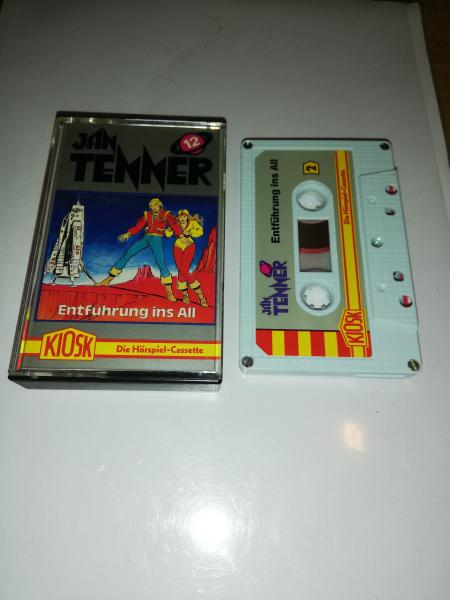 JAN
TENNER
12
Entführung ins All
KIOSK
Die Hörspiel-Cassette
JAN
TENNER
Entführung ins All
2
KIOSK
Die Hörspiel-Cassette